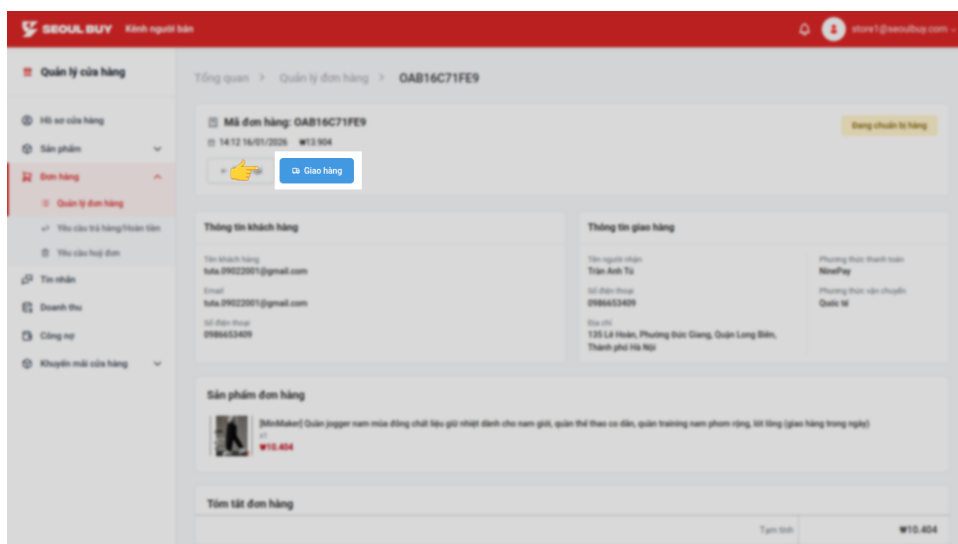 SEOUL BUY Kênh người bán
store1@seoulbuy.com
Quản lý cửa hàng
Tổng quan > Quản lý đơn hàng > OAB16C71FE9
Hồ sơ cửa hàng
Sản phẩm
Đơn hàng
Quản lý đơn hàng
Yêu cầu trả hàng/Hoàn tiền
Yêu cầu huỷ đơn
Tin nhắn
Doanh thu
Công nợ
Khuyến mãi cửa hàng
Mã đơn hàng: OAB16C71FE9
Đang chuẩn bị hàng
14:12 16/01/2026 ₩13.904
Giao hàng
Thông tin khách hàng
Tên khách hàng
tuta.09022001@gmail.com
Email
tuta.09022001@gmail.com
Số điện thoại
0986653409
Thông tin giao hàng
Tên người nhận
Trần Anh Tú
Số điện thoại
0986653409
Địa chỉ
135 Lê Hoàn, Phường thức Giang, Quận Long Biên,
Thành phố Hà Nội
Phương thức thanh toán
NinePay
Phương thức vận chuyển
Quốc tế
Sản phẩm đơn hàng
[MinMaker] Quần jogger nam mùa đông chất liệu giữ nhiệt dành cho nam giới, quần thể thao co dãn, quần training nam phom rộng, lót lông (giao hàng trong ngày)
x1
₩10.404
Tóm tắt đơn hàng
Tạm tính ₩10.404